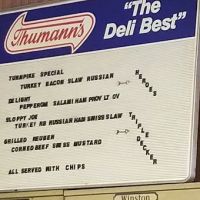 Thumann's
"The
Deli Best"
TURNPIKE SPECIAL
TURKEY BACON SLAW RUSSIAN
HEROES
DELIGHT
PEPPERONI SALAMI HAM PROV LT OV
SLOPPY JOE
TURKEY RB RUSSIAN HAM SWISS SLAW
TRIPLE
DECKER
GRILLED REUBEN
CORNED BEEF SWISS MUSTARD
ALL SERVED WITH CHIPS
Winston